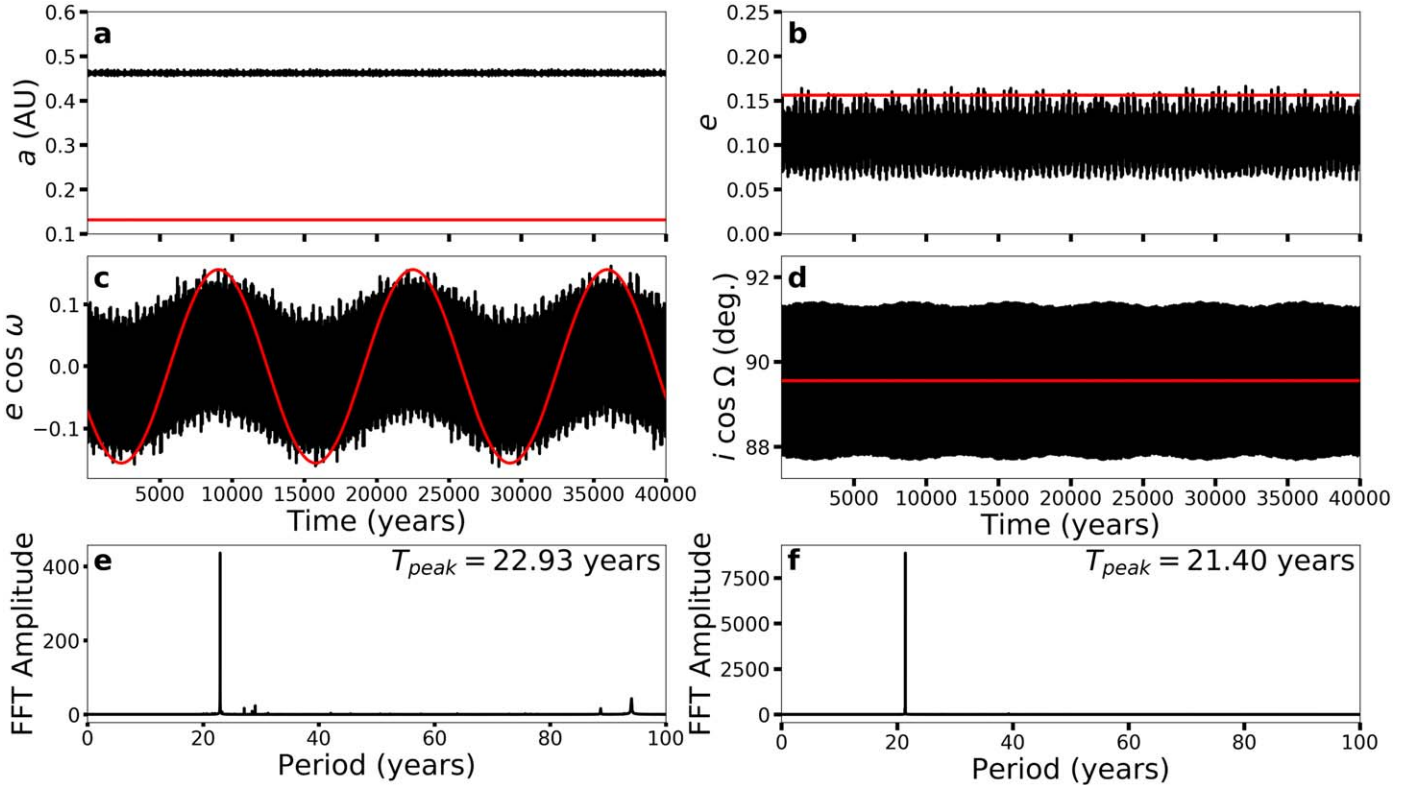 a
a (AU)
0.6
0.5
0.4
0.3
0.2
0.1
b
e
0.25
0.20
0.15
0.10
0.05
0.00
c
e cos ω
0.1
0.0
−0.1
5000 10000 15000 20000 25000 30000 35000 40000
Time (years)
d
i cos Ω (deg.)
92
90
88
5000 10000 15000 20000 25000 30000 35000 40000
Time (years)
e
T_peak = 22.93 years
FFT Amplitude
400
200
0
0 20 40 60 80 100
Period (years)
f
T_peak = 21.40 years
FFT Amplitude
7500
5000
2500
0
0 20 40 60 80 100
Period (years)